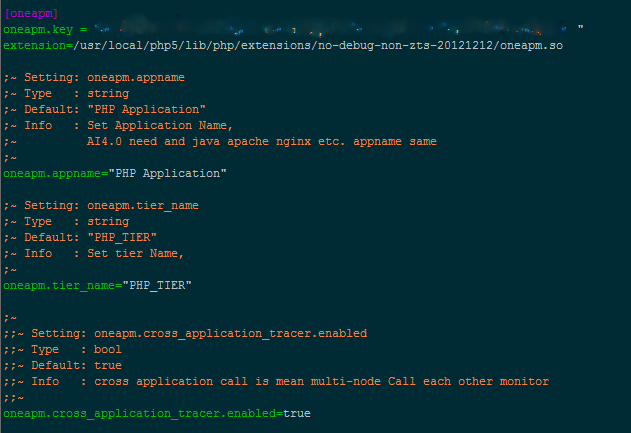 [oneapm]
oneapm.key = " "
extension=/usr/local/php5/lib/php/extensions/no-debug-non-zts-20121212/oneapm.so
;~ Setting: oneapm.appname
;~ Type   : string
;~ Default: "PHP Application"
;~ Info   : Set Application Name,
;~          AI4.0 need and java apache nginx etc. appname same
;~
oneapm.appname="PHP Application"
;~ Setting: oneapm.tier_name
;~ Type   : string
;~ Default: "PHP_TIER"
;~ Info   : Set tier Name,
;~
oneapm.tier_name="PHP_TIER"
;~
;;~ Setting: oneapm.cross_application_tracer.enabled
;;~ Type   : bool
;;~ Default: true
;;~ Info   : cross application call is mean multi-node Call each other monitor
;;~
oneapm.cross_application_tracer.enabled=true